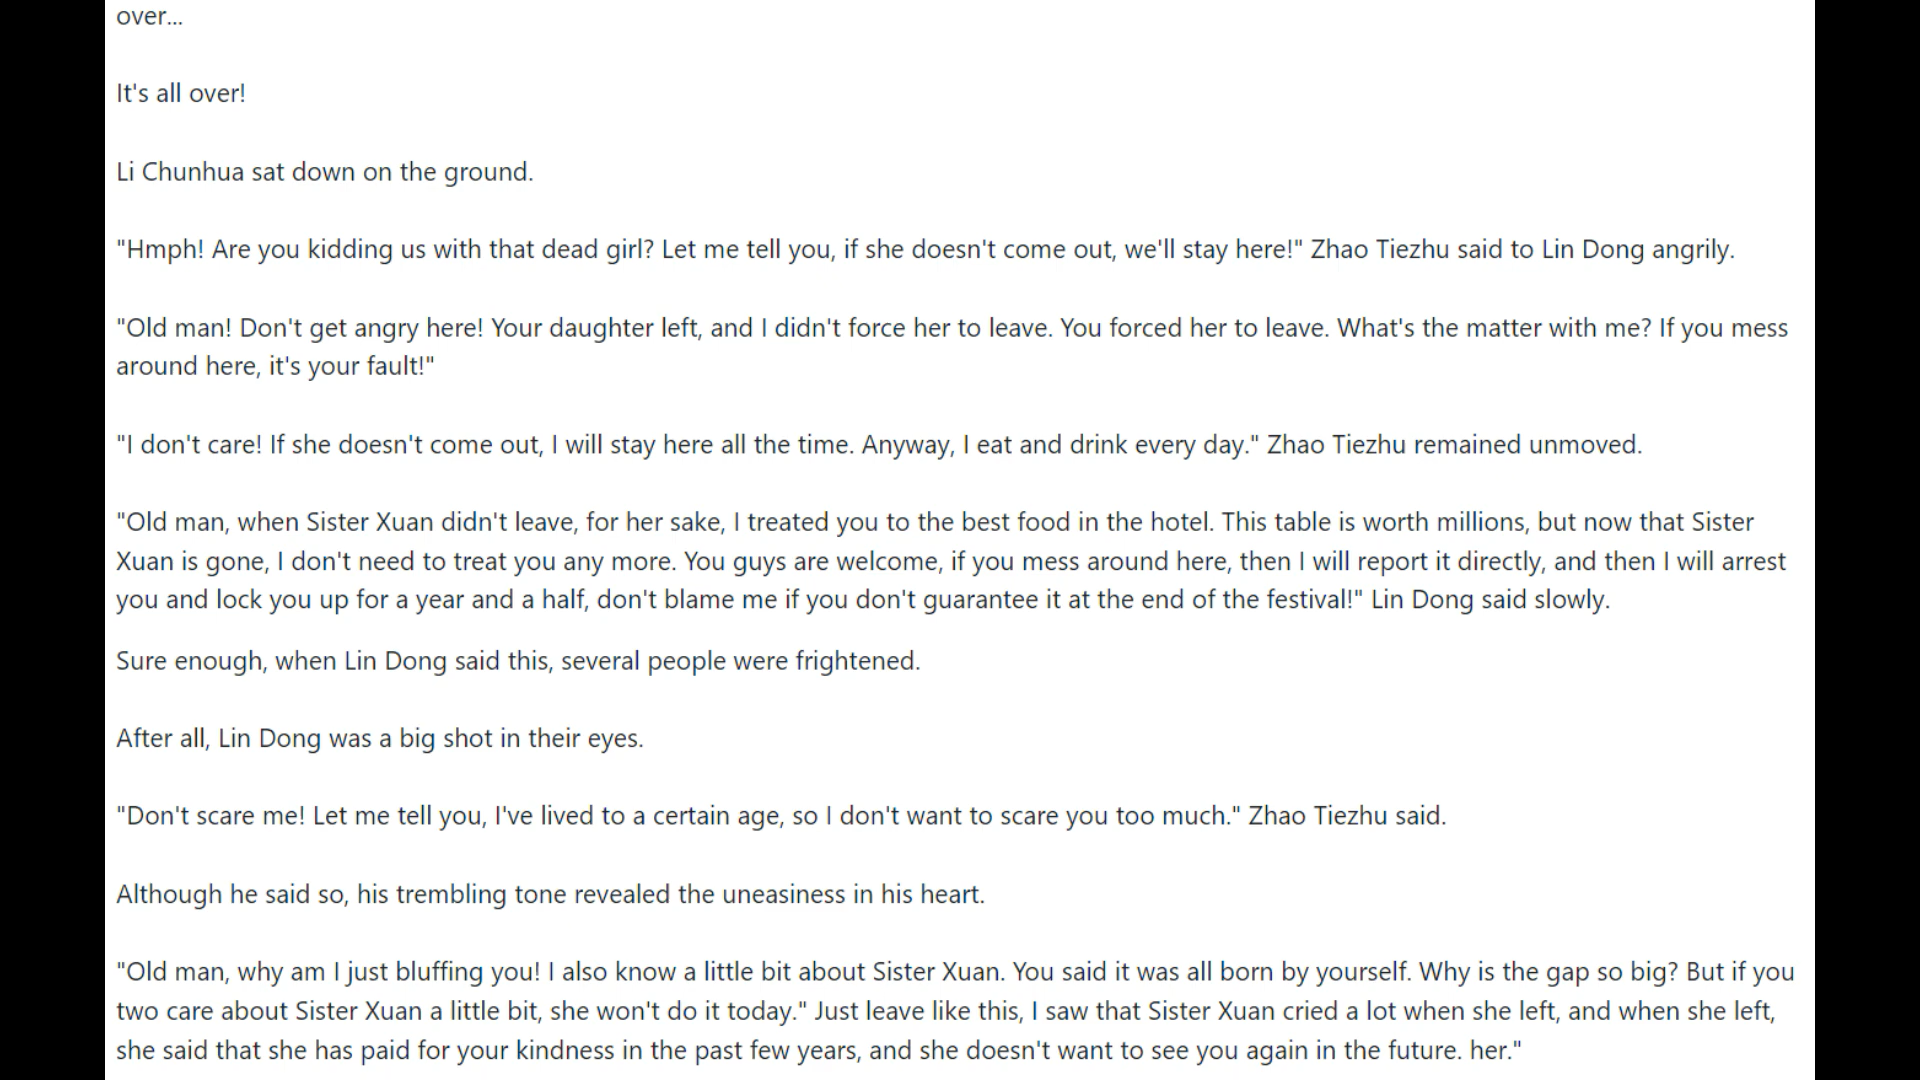 over...
It's all over!
Li Chunhua sat down on the ground.
"Hmph! Are you kidding us with that dead girl? Let me tell you, if she doesn't come out, we'll stay here!" Zhao Tiezhu said to Lin Dong angrily.
"Old man! Don't get angry here! Your daughter left, and I didn't force her to leave. You forced her to leave. What's the matter with me? If you mess
around here, it's your fault!"
"I don't care! If she doesn't come out, I will stay here all the time. Anyway, I eat and drink every day." Zhao Tiezhu remained unmoved.
"Old man, when Sister Xuan didn't leave, for her sake, I treated you to the best food in the hotel. This table is worth millions, but now that Sister
Xuan is gone, I don't need to treat you any more. You guys are welcome, if you mess around here, then I will report it directly, and then I will arrest
you and lock you up for a year and a half, don't blame me if you don't guarantee it at the end of the festival!" Lin Dong said slowly.
Sure enough, when Lin Dong said this, several people were frightened.
After all, Lin Dong was a big shot in their eyes.
"Don't scare me! Let me tell you, I've lived to a certain age, so I don't want to scare you too much." Zhao Tiezhu said.
Although he said so, his trembling tone revealed the uneasiness in his heart.
"Old man, why am I just bluffing you! I also know a little bit about Sister Xuan. You said it was all born by yourself. Why is the gap so big? But if you
two care about Sister Xuan a little bit, she won't do it today." Just leave like this, I saw that Sister Xuan cried a lot when she left, and when she left,
she said that she has paid for your kindness in the past few years, and she doesn't want to see you again in the future. her."